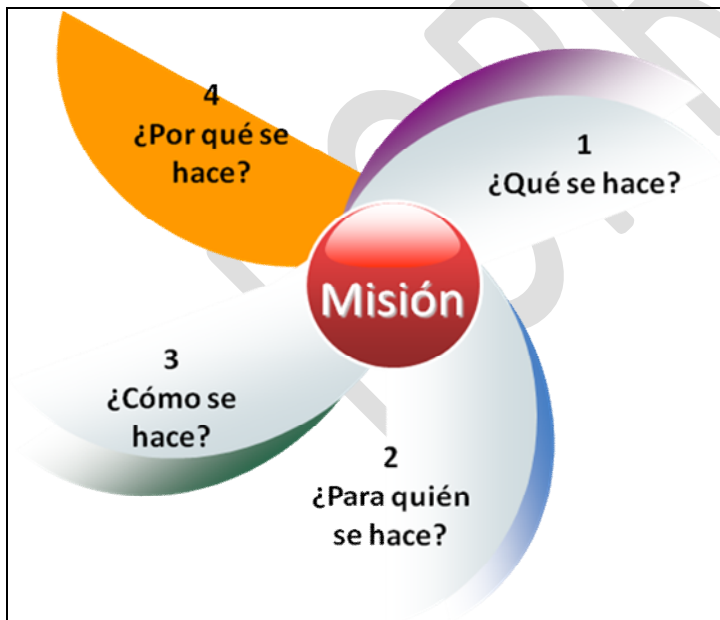 4
¿Por qué se
hace?
1
¿Qué se hace?
Misión
3
¿Cómo se
hace?
2
¿Para quién
se hace?